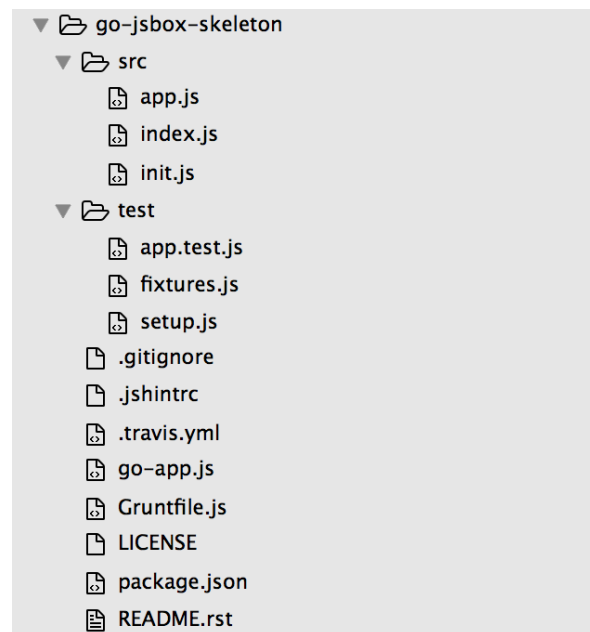 go-jsbox-skeleton
src
app.js
index.js
init.js
test
app.test.js
fixtures.js
setup.js
.gitignore
.jshintrc
.travis.yml
go-app.js
Gruntfile.js
LICENSE
package.json
README.rst